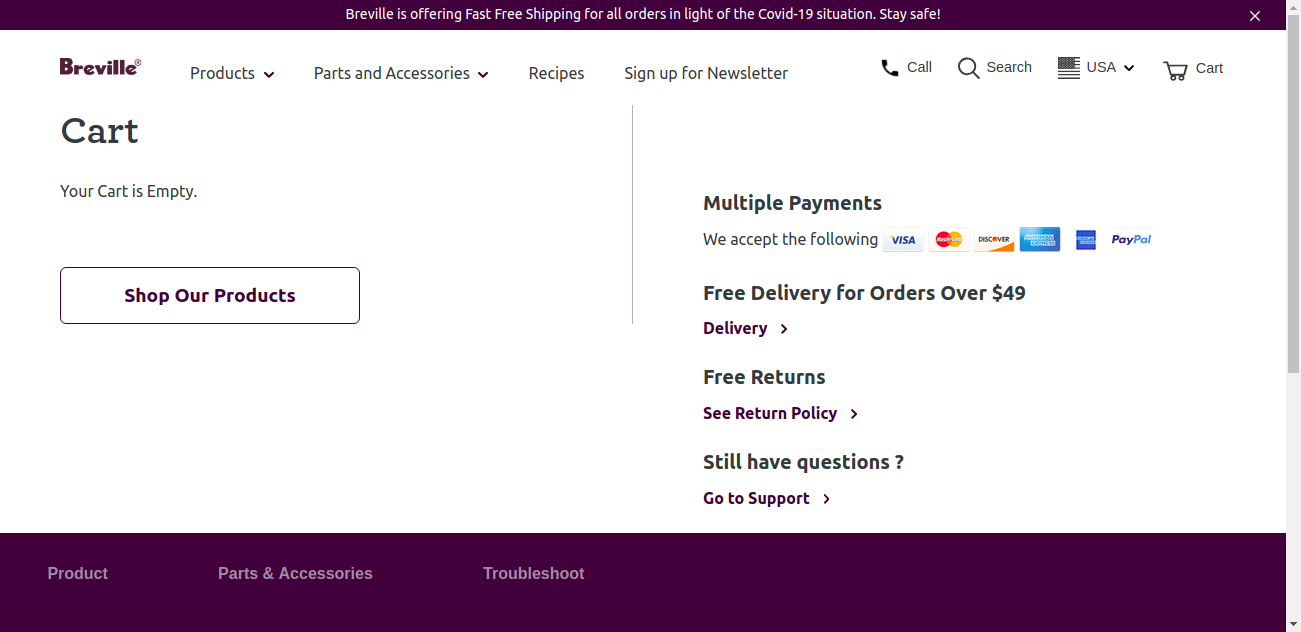 Breville is offering Fast Free Shipping for all orders in light of the Covid-19 situation. Stay safe!
Breville®
Products
Parts and Accessories
Recipes
Sign up for Newsletter
Call
Search
USA
Cart
Cart
Your Cart is Empty.
Shop Our Products
Multiple Payments
We accept the following VISA MasterCard DISCOVER AMERICAN EXPRESS AMERICAN EXPRESS PayPal
Free Delivery for Orders Over $49
Delivery
Free Returns
See Return Policy
Still have questions ?
Go to Support
Product
Parts & Accessories
Troubleshoot